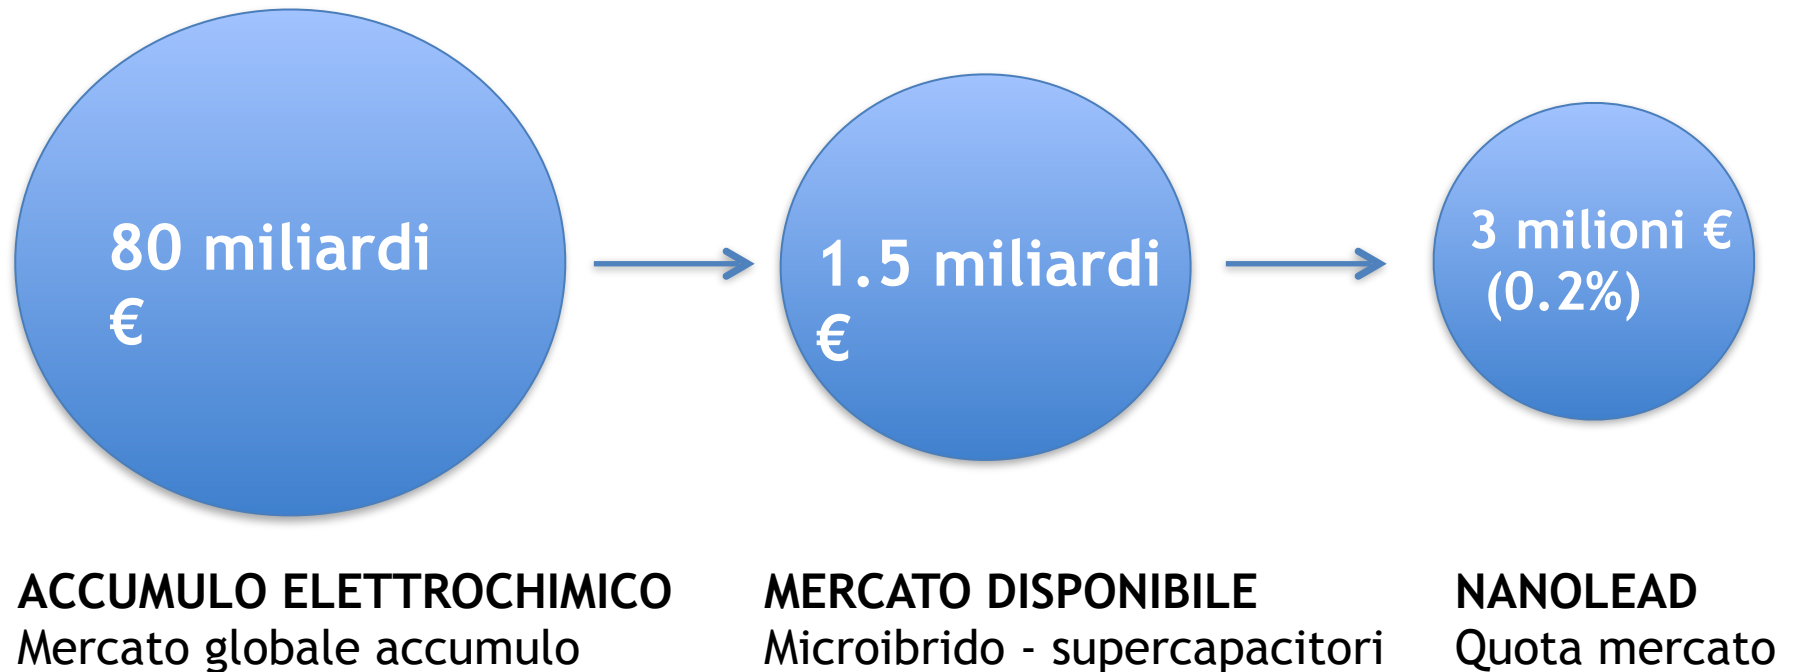 80 miliardi
€
1.5 miliardi
€
3 milioni €
(0.2%)
ACCUMULO ELETTROCHIMICO
Mercato globale accumulo
MERCATO DISPONIBILE
Microibrido - supercapacitori
NANOLEAD
Quota mercato